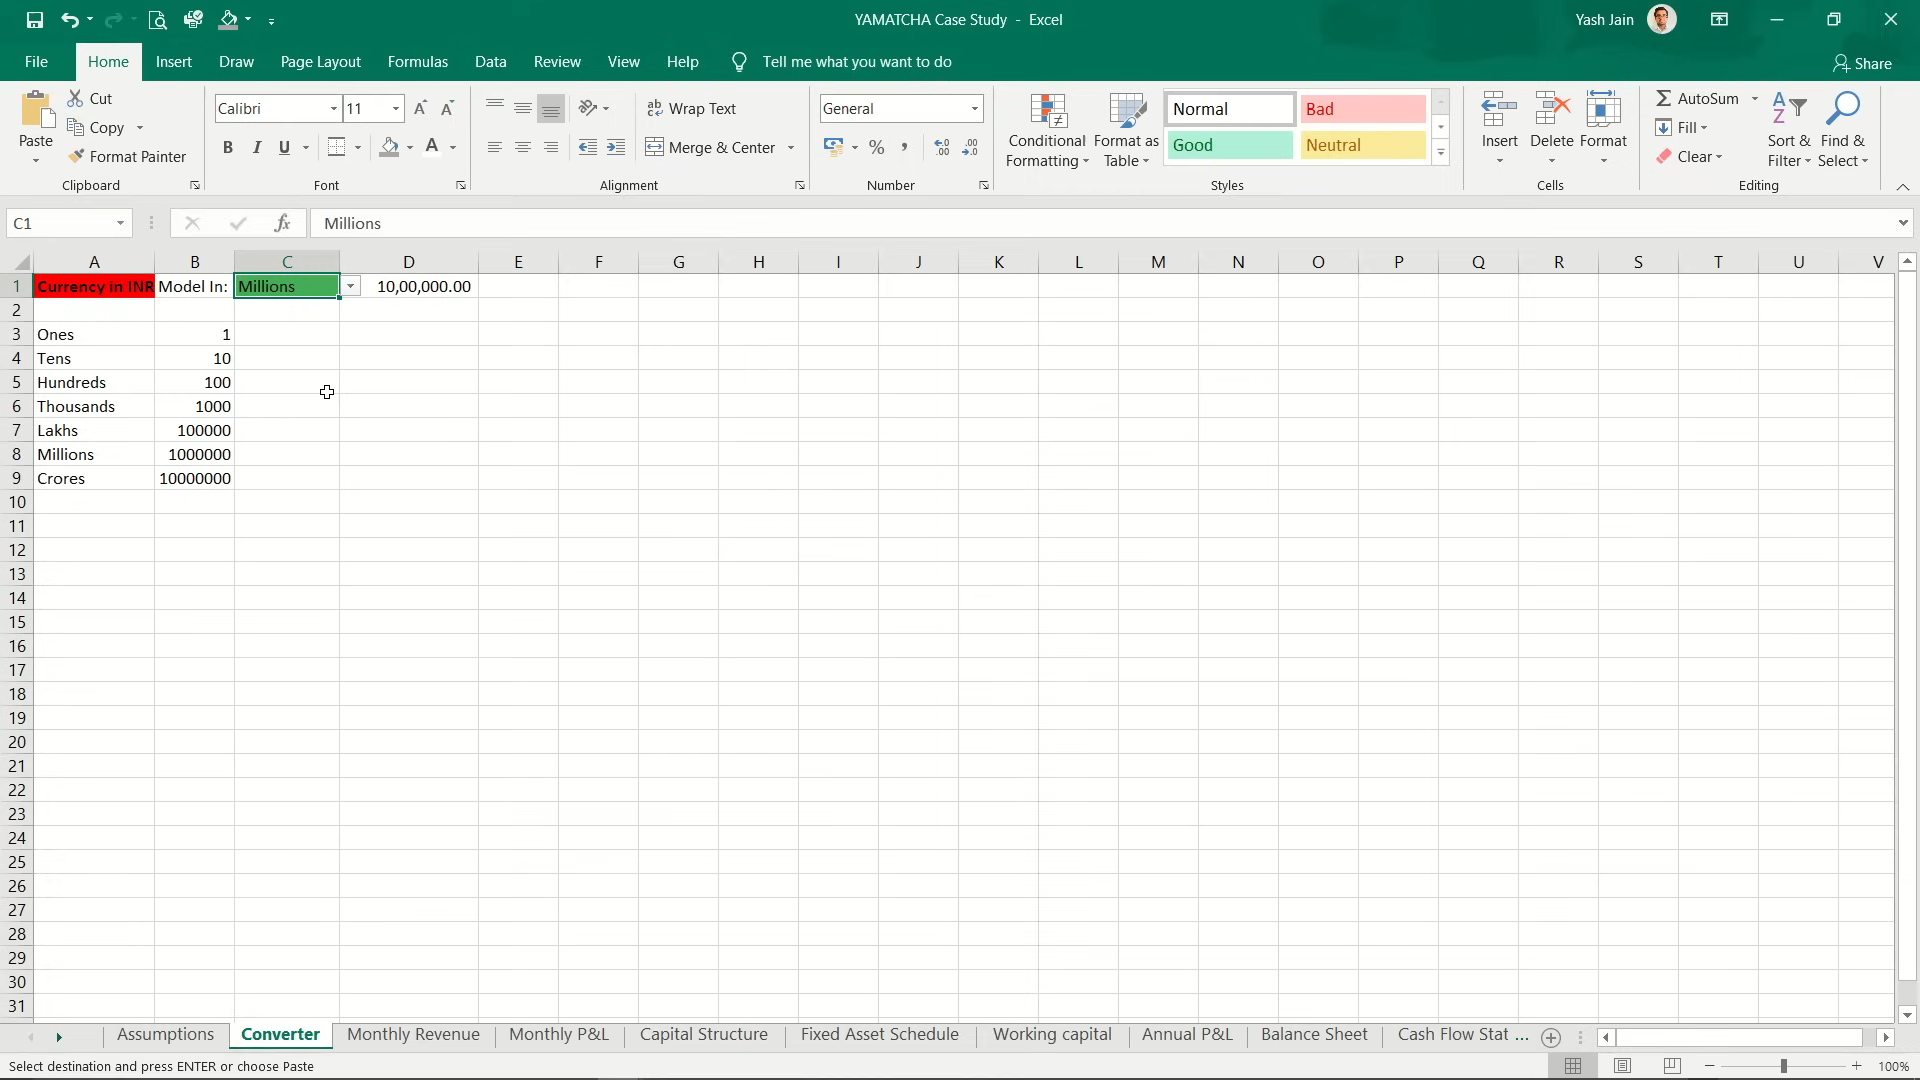 YAMATCHA Case Study - Excel
Yash Jain
File Home Insert Draw Page Layout Formulas Data Review View Help Tell me what you want to do Share
Paste
Cut
Copy
Format Painter
Clipboard
Calibri 11
B I U A
Font
ab Wrap Text
Merge & Center
Alignment
General
% , .00
Number
Conditional Formatting
Format as Table
Normal Bad
Good Neutral
Styles
Insert Delete Format
Cells
AutoSum
Fill
Clear
Sort & Filter
Find & Select
Editing
C1 fx Millions
A B C D E F G H I J K L M N O P Q R S T U V
1 Currency in INR Model In: Millions 10,00,000.00
2
3 Ones 1
4 Tens 10
5 Hundreds 100
6 Thousands 1000
7 Lakhs 100000
8 Millions 1000000
9 Crores 10000000
10
11
12
13
14
15
16
17
18
19
20
21
22
23
24
25
26
27
28
29
30
31
Assumptions Converter Monthly Revenue Monthly P&L Capital Structure Fixed Asset Schedule Working capital Annual P&L Balance Sheet Cash Flow Stat ...
Select destination and press ENTER or choose Paste 100%